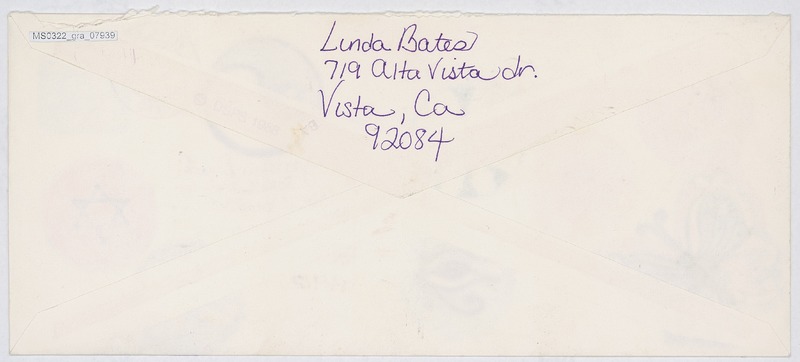 MS0322_gra_07939
Linda Bates
719 Alta Vista dr.
Vista, Ca
92084